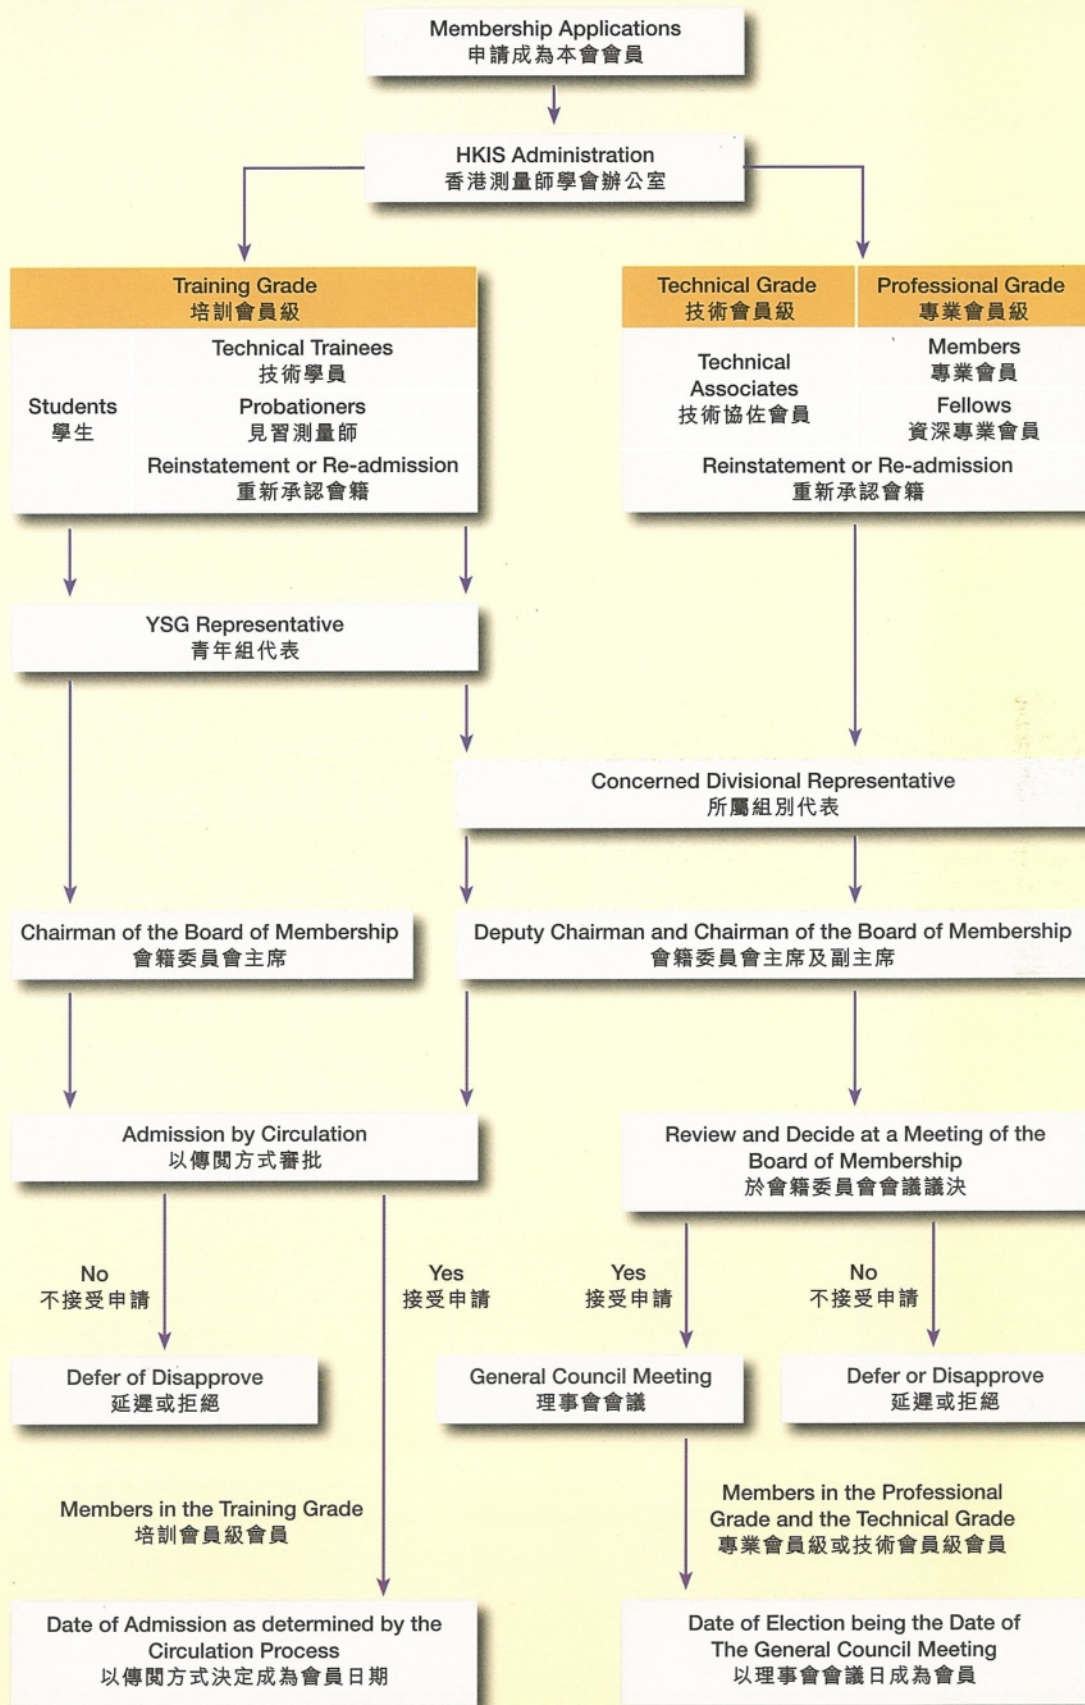 Membership Applications
申請成為本會會員
HKIS Administration
香港測量師學會辦公室
Training Grade
培訓會員級
Students
學生
Technical Trainees
技術學員
Probationers
見習測量師
Reinstatement or Re-admission
重新承認會籍
Technical Grade
技術會員級
Professional Grade
專業會員級
Technical
Associates
技術協佐會員
Members
專業會員
Fellows
資深專業會員
Reinstatement or Re-admission
重新承認會籍
YSG Representative
青年組代表
Concerned Divisional Representative
所屬組別代表
Chairman of the Board of Membership
會籍委員會主席
Deputy Chairman and Chairman of the Board of Membership
會籍委員會主席及副主席
Admission by Circulation
以傳閲方式審批
Review and Decide at a Meeting of the
Board of Membership
於會籍委員會會議議決
No
不接受申請
Yes
接受申請
Yes
接受申請
No
不接受申請
Defer of Disapprove
延遲或拒絕
General Council Meeting
理事會會議
Defer or Disapprove
延遲或拒絕
Members in the Training Grade
培訓會員級會員
Members in the Professional
Grade and the Technical Grade
專業會員級或技術會員級會員
Date of Admission as determined by the
Circulation Process
以傳閲方式決定成為會員日期
Date of Election being the Date of
The General Council Meeting
以理事會會議日成為會員